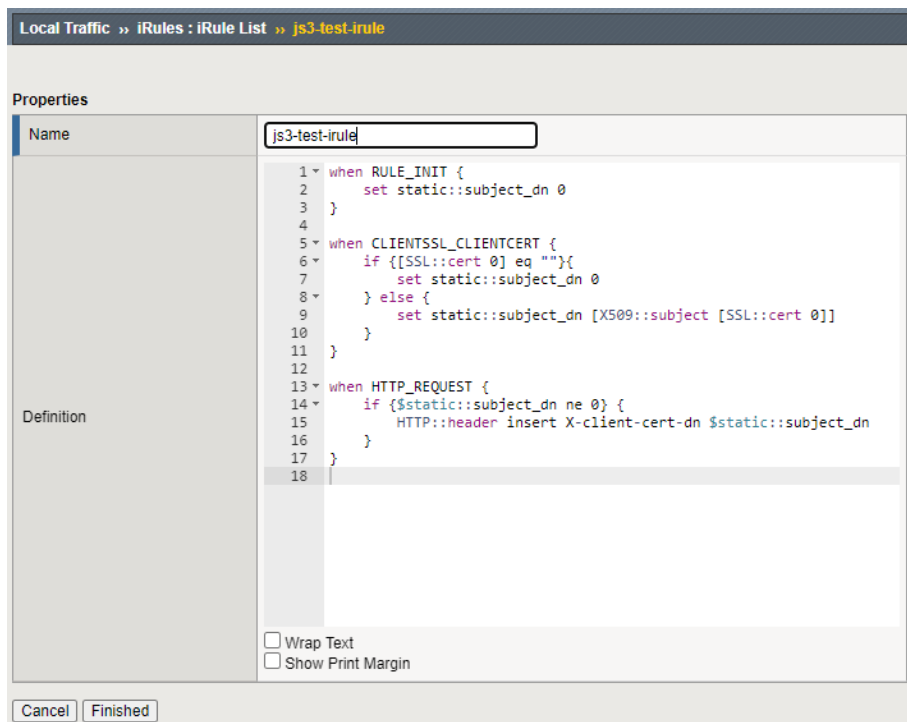 Local Traffic ›› iRules : iRule List ›› js3-test-irule
Properties
Name
js3-test-irule
Definition
1 when RULE_INIT {
2     set static::subject_dn 0
3 }
4
5 when CLIENTSSL_CLIENTCERT {
6     if {[SSL::cert 0] eq ""}{
7         set static::subject_dn 0
8     } else {
9         set static::subject_dn [X509::subject [SSL::cert 0]]
10     }
11 }
12
13 when HTTP_REQUEST {
14     if {$static::subject_dn ne 0} {
15         HTTP::header insert X-client-cert-dn $static::subject_dn
16     }
17 }
18
Wrap Text
Show Print Margin
Cancel Finished